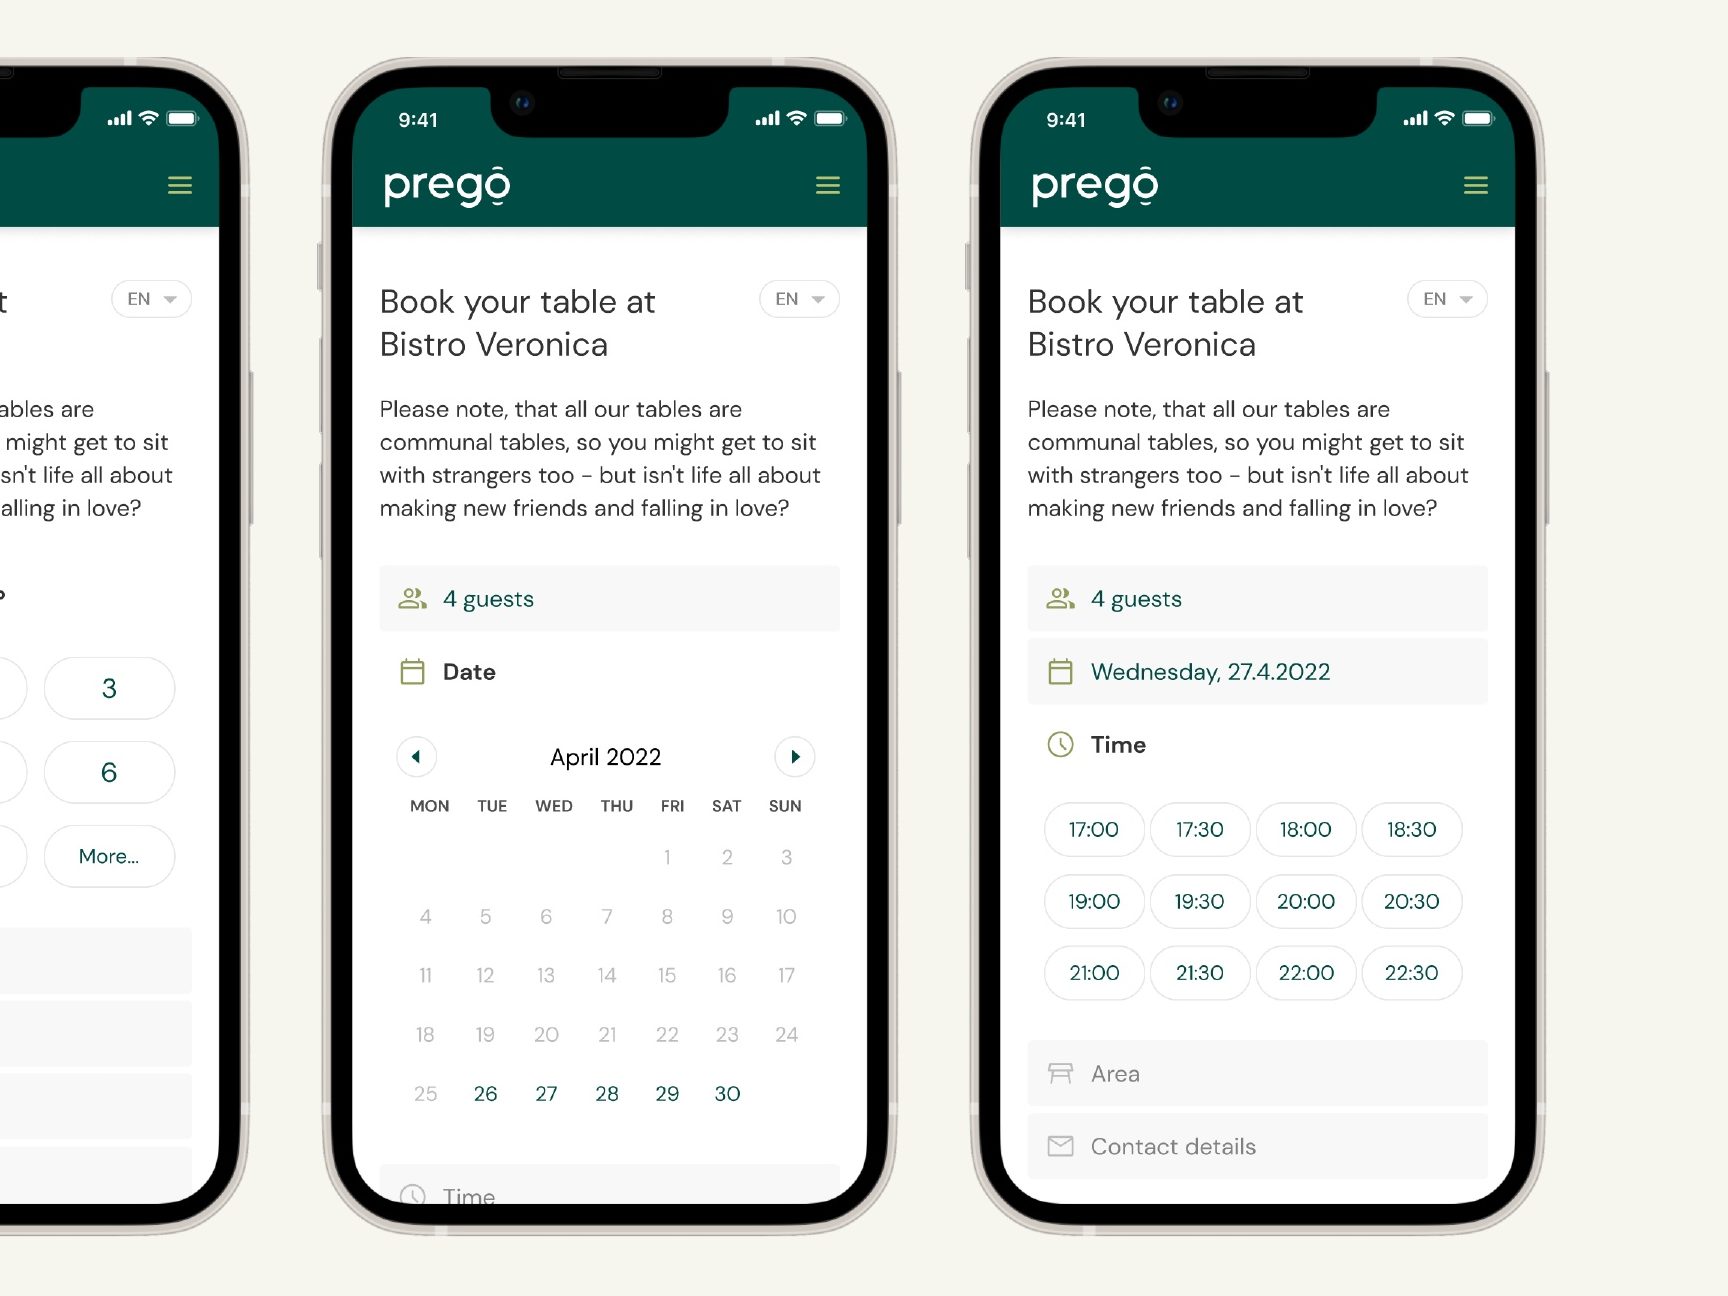 EN
ables are
might get to sit
sn't life all about
alling in love?
3
6
More...
9:41
pregô
Book your table at
EN
Bistro Veronica
Please note, that all our tables are
communal tables, so you might get to sit
with strangers too - but isn't life all about
making new friends and falling in love?
4 guests
Date
April 2022
MON TUE WED THU FRI SAT SUN
1 2 3
4 5 6 7 8 9 10
11 12 13 14 15 16 17
18 19 20 21 22 23 24
25 26 27 28 29 30
Time
9:41
pregô
Book your table at
EN
Bistro Veronica
Please note, that all our tables are
communal tables, so you might get to sit
with strangers too - but isn't life all about
making new friends and falling in love?
4 guests
Wednesday, 27.4.2022
Time
17:00 17:30 18:00 18:30
19:00 19:30 20:00 20:30
21:00 21:30 22:00 22:30
Area
Contact details